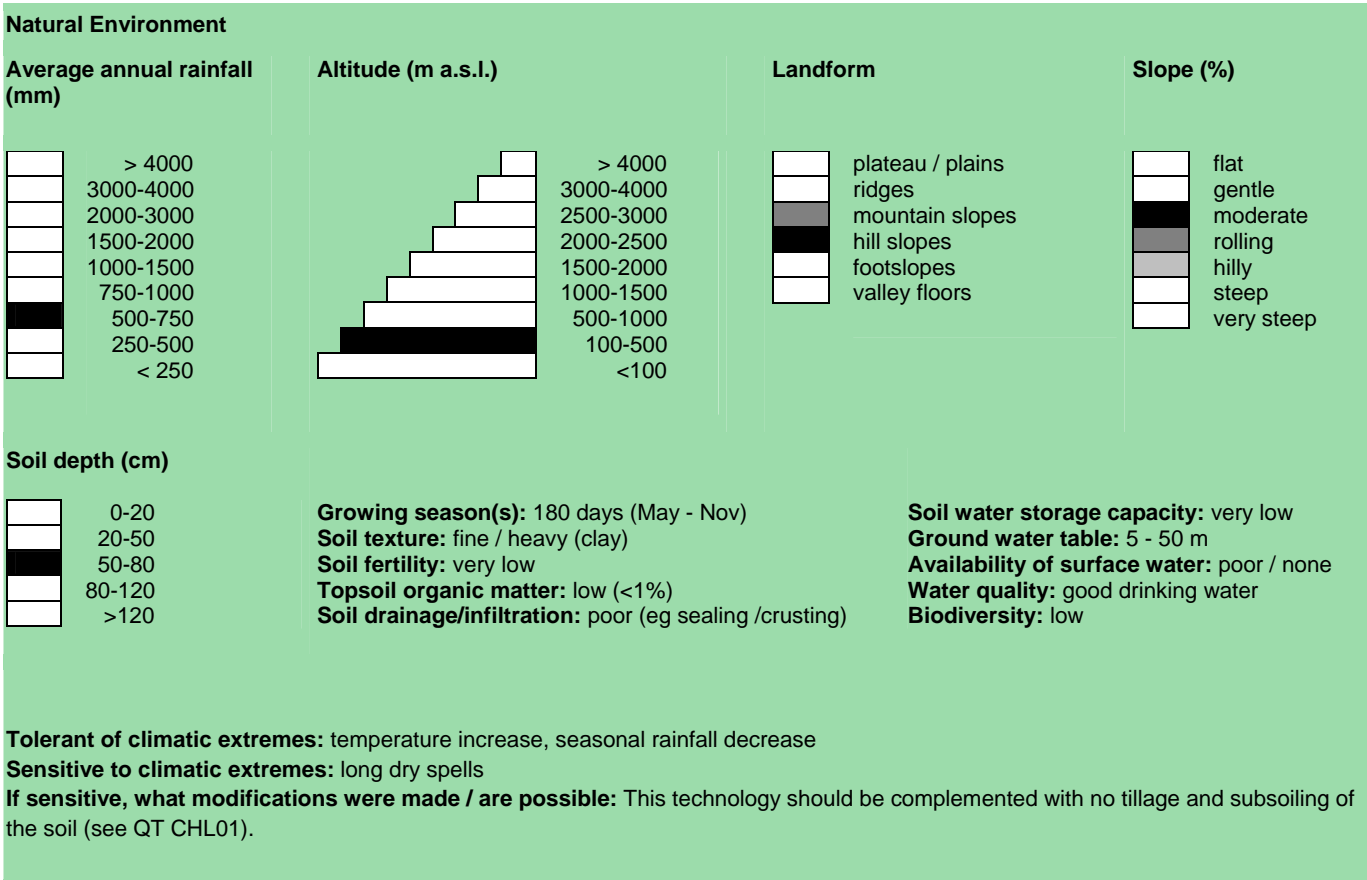 Natural Environment
Average annual rainfall
(mm)
Altitude (m a.s.l.)
Landform
Slope (%)
> 4000
3000-4000
2000-3000
1500-2000
1000-1500
750-1000
500-750
250-500
< 250
> 4000
3000-4000
2500-3000
2000-2500
1500-2000
1000-1500
500-1000
100-500
<100
plateau / plains
ridges
mountain slopes
hill slopes
footslopes
valley floors
flat
gentle
moderate
rolling
hilly
steep
very steep
Soil depth (cm)
0-20
20-50
50-80
80-120
>120
Growing season(s): 180 days (May - Nov)
Soil texture: fine / heavy (clay)
Soil fertility: very low
Topsoil organic matter: low (<1%)
Soil drainage/infiltration: poor (eg sealing /crusting)
Soil water storage capacity: very low
Ground water table: 5 - 50 m
Availability of surface water: poor / none
Water quality: good drinking water
Biodiversity: low
Tolerant of climatic extremes: temperature increase, seasonal rainfall decrease
Sensitive to climatic extremes: long dry spells
If sensitive, what modifications were made / are possible: This technology should be complemented with no tillage and subsoiling of
the soil (see QT CHL01).